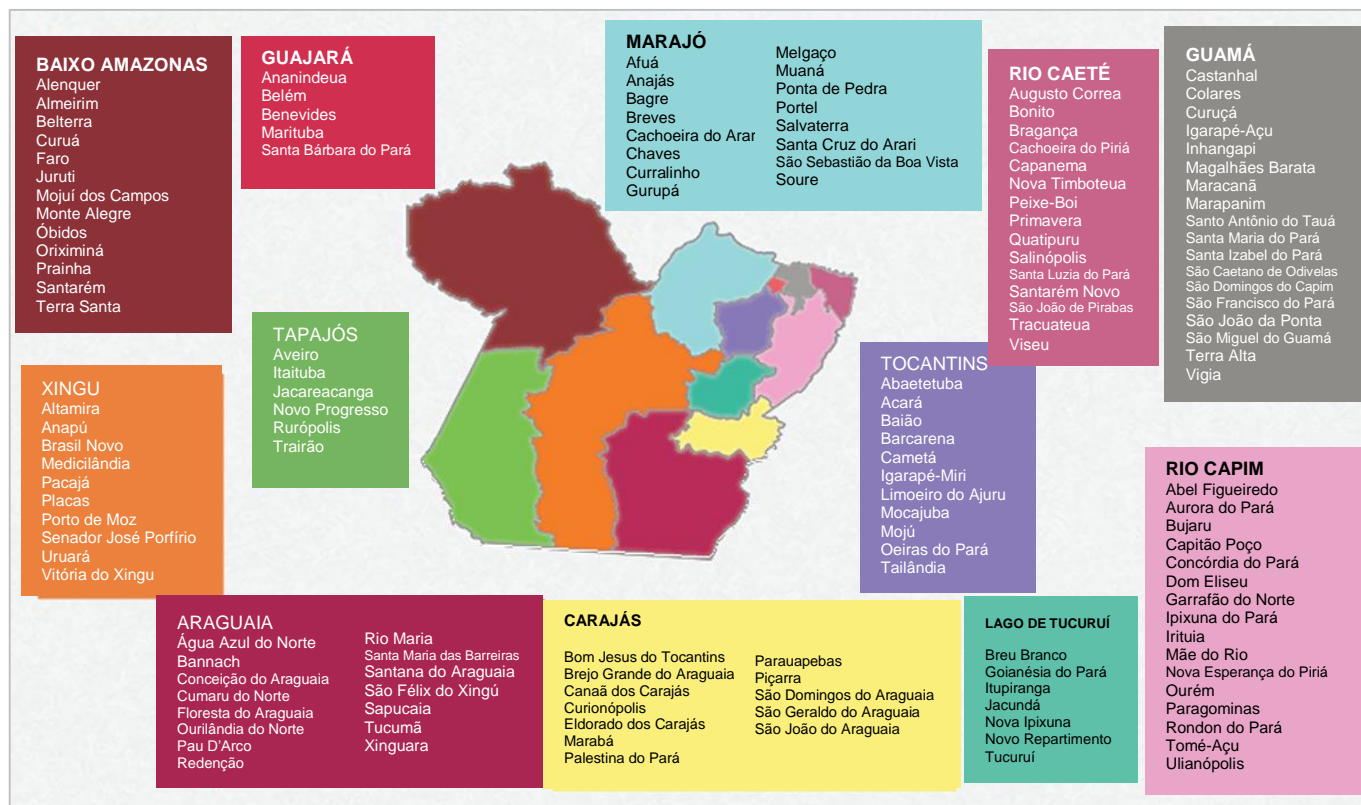 BAIXO AMAZONAS
Alenquer
Almeirim
Belterra
Curuá
Faro
Juruti
Mojuí dos Campos
Monte Alegre
Óbidos
Oriximiná
Prainha
Santarém
Terra Santa
GUAJARÁ
Ananindeua
Belém
Benevides
Marituba
Santa Bárbara do Pará
MARAJÓ
Afuá
Anajás
Bagre
Breves
Cachoeira do Arar
Chaves
Curralinho
Gurupá
Melgaço
Muaná
Ponta de Pedra
Portel
Salvaterra
Santa Cruz do Arari
São Sebastião da Boa Vista
Soure
RIO CAETÉ
Augusto Correa
Bonito
Bragança
Cachoeira do Piriá
Capanema
Nova Timboteua
Peixe-Boi
Primavera
Quatipuru
Salinópolis
Santa Luzia do Pará
Santarém Novo
São João de Pirabas
Tracuateua
Viseu
GUAMÁ
Castanhal
Colares
Curuçá
Igarapé-Açu
Inhangapi
Magalhães Barata
Maracanã
Marapanim
Santo Antônio do Tauá
Santa Maria do Pará
Santa Izabel do Pará
São Caetano de Odivelas
São Domingos do Capim
São Francisco do Pará
São João da Ponta
São Miguel do Guamá
Terra Alta
Vigia
TAPAJÓS
Aveiro
Itaituba
Jacareacanga
Novo Progresso
Rurópolis
Trairão
XINGU
Altamira
Anapú
Brasil Novo
Medicilândia
Pacajá
Placas
Porto de Moz
Senador José Porfírio
Uruará
Vitória do Xingu
TOCANTINS
Abaetetuba
Acará
Baião
Barcarena
Cametá
Igarapé-Miri
Limoeiro do Ajuru
Mocajuba
Mojú
Oeiras do Pará
Tailândia
RIO CAPIM
Abel Figueiredo
Aurora do Pará
Bujaru
Capitão Poço
Concórdia do Pará
Dom Eliseu
Garrafão do Norte
Ipixuna do Pará
Irituia
Mãe do Rio
Nova Esperança do Piriá
Ourém
Paragominas
Rondon do Pará
Tomé-Açu
Ulianópolis
ARAGUAIA
Água Azul do Norte
Bannach
Conceição do Araguaia
Cumaru do Norte
Floresta do Araguaia
Ourilândia do Norte
Pau D'Arco
Redenção
Rio Maria
Santa Maria das Barreiras
Santana do Araguaia
São Félix do Xingú
Sapucaia
Tucumã
Xinguara
CARAJÁS
Bom Jesus do Tocantins
Brejo Grande do Araguaia
Canaã dos Carajás
Curionópolis
Eldorado dos Carajás
Marabá
Palestina do Pará
Parauapebas
Piçarra
São Domingos do Araguaia
São Geraldo do Araguaia
São João do Araguaia
LAGO DE TUCURUÍ
Breu Branco
Goianésia do Pará
Itupiranga
Jacundá
Nova Ipixuna
Novo Repartimento
Tucuruí